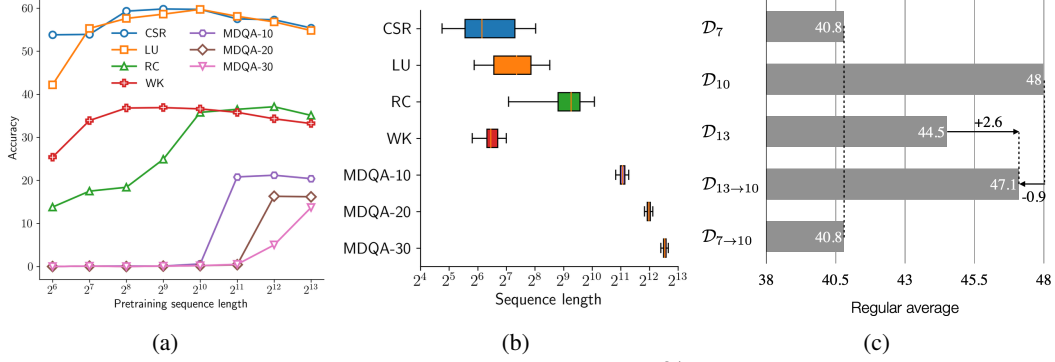 60
50
40
30
20
10
0
Accuracy
CSR
LU
RC
WK
MDQA-10
MDQA-20
MDQA-30
2^6 2^7 2^8 2^9 2^10 2^11 2^12 2^13
Pretraining sequence length
(a)
CSR
LU
RC
WK
MDQA-10
MDQA-20
MDQA-30
2^4 2^5 2^6 2^7 2^8 2^9 2^10 2^11 2^12 2^13
Sequence length
(b)
D_7 40.8
D_10 48
D_13 44.5 +2.6
D_13→10 47.1 -0.9
D_7→10 40.8
38 40.5 43 45.5 48
Regular average
(c)